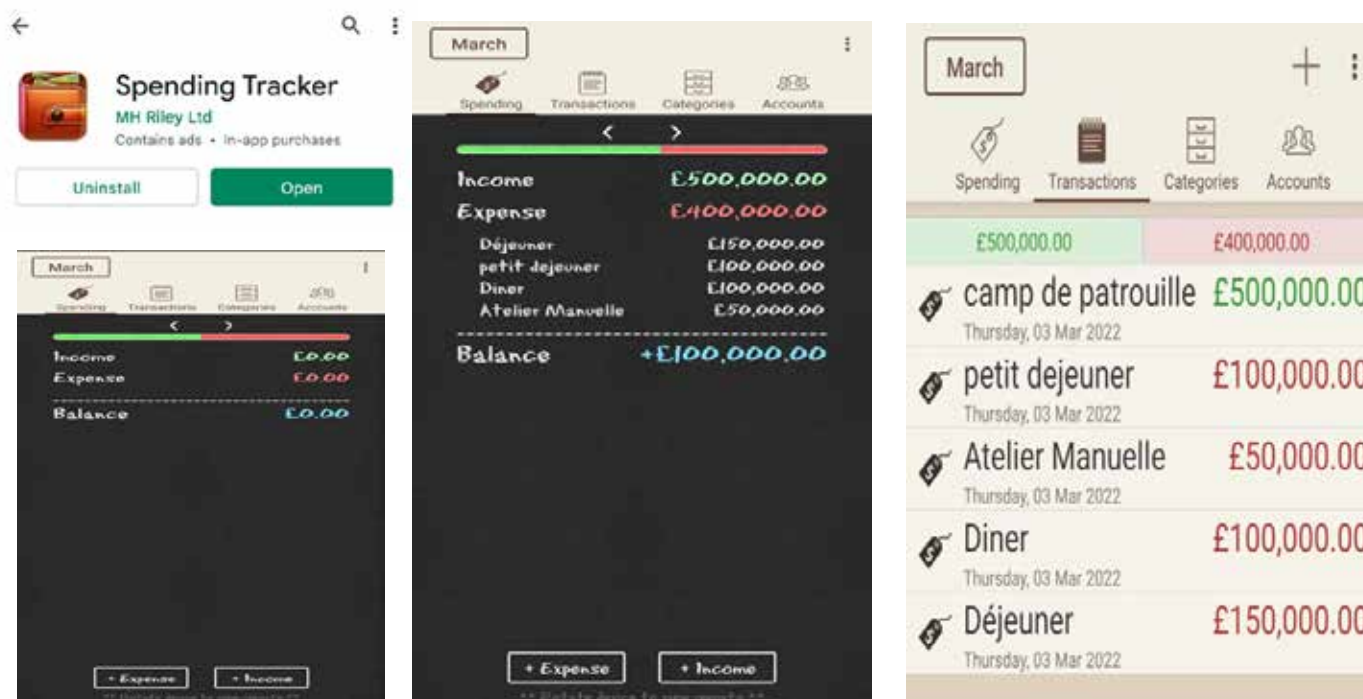 Spending Tracker
MH Riley Ltd
Contains ads • In-app purchases
Uninstall
Open
March
Spending Transactions Categories Accounts
< >
Income £0.00
Expense £0.00
Balance £0.00
+ Expense
+ Income
March
Spending Transactions Categories Accounts
< >
Income £500,000.00
Expense £400,000.00
Déjeuner £150,000.00
petit dejeuner £100,000.00
Diner £100,000.00
Atelier Manuelle £50,000.00
Balance +£100,000.00
+ Expense
+ Income
March
Spending Transactions Categories Accounts
£500,000.00 £400,000.00
camp de patrouille £500,000.00
Thursday, 03 Mar 2022
petit dejeuner £100,000.00
Thursday, 03 Mar 2022
Atelier Manuelle £50,000.00
Thursday, 03 Mar 2022
Diner £100,000.00
Thursday, 03 Mar 2022
Déjeuner £150,000.00
Thursday, 03 Mar 2022